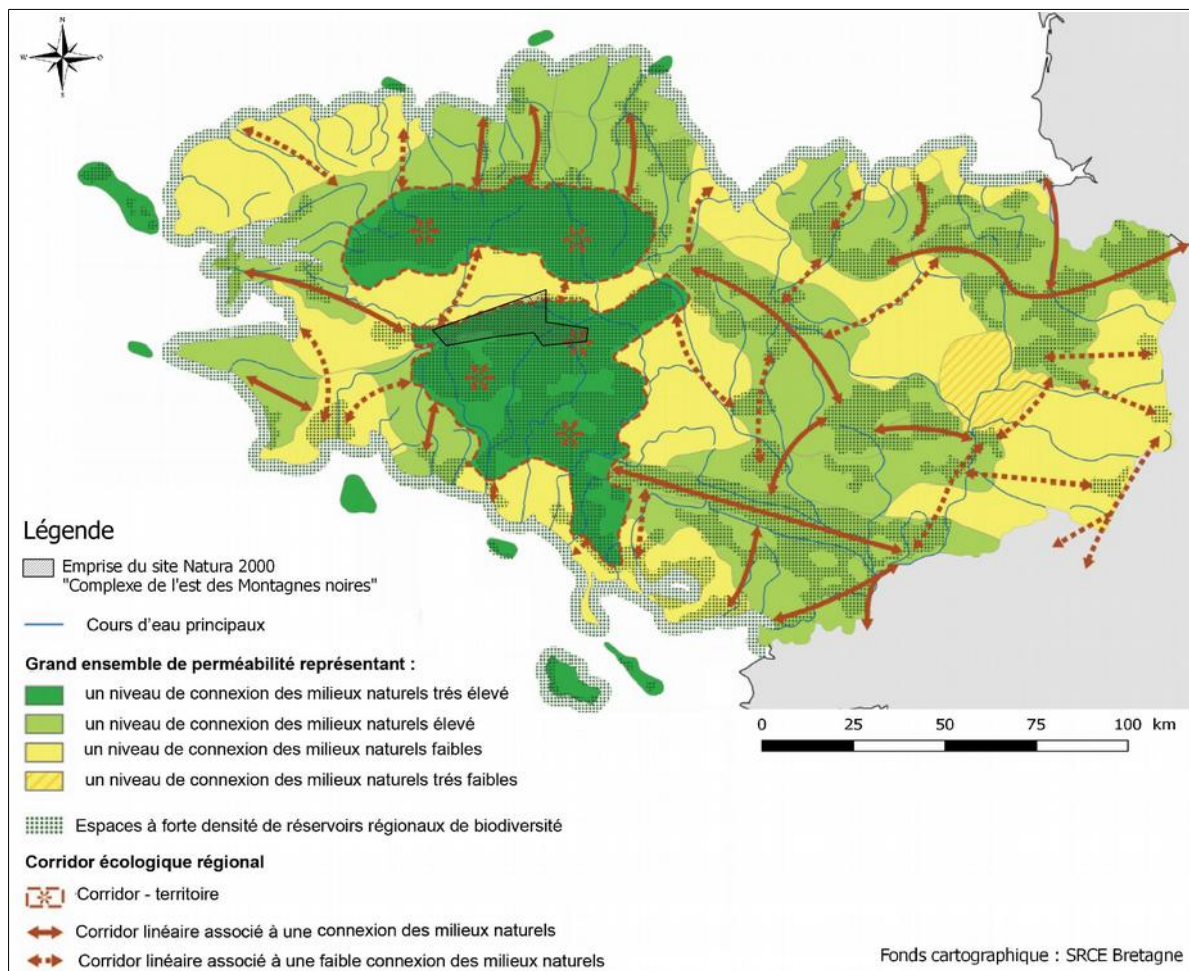 N
W
O
S
Légende
Emprise du site Natura 2000
"Complexe de l'est des Montagnes noires"
Cours d'eau principaux
Grand ensemble de perméabilité représentant :
un niveau de connexion des milieux naturels trés élevé
un niveau de connexion des milieux naturels élevé
un niveau de connexion des milieux naturels faibles
un niveau de connexion des milieux naturels trés faibles
Espaces à forte densité de réservoirs régionaux de biodiversité
Corridor écologique régional
Corridor - territoire
Corridor linéaire associé à une connexion des milieux naturels
Corridor linéaire associé à une faible connexion des milieux naturels
0 25 50 75 100 km
Fonds cartographique : SRCE Bretagne